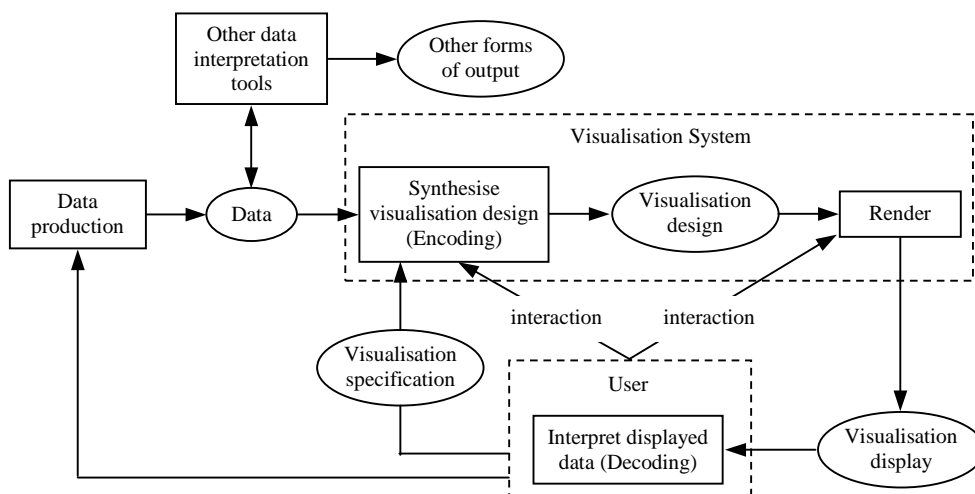 Other data
interpretation
tools
Other forms
of output
Visualisation System
Data
production
Data
Synthesise
visualisation design
(Encoding)
Visualisation
design
Render
interaction
interaction
Visualisation
specification
User
Interpret displayed
data (Decoding)
Visualisation
display